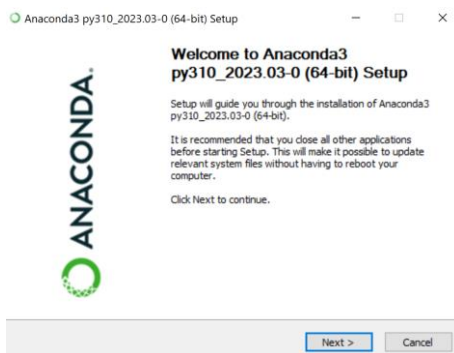 Anaconda3 py310_2023.03-0 (64-bit) Setup
Welcome to Anaconda3
py310_2023.03-0 (64-bit) Setup
Setup will guide you through the installation of Anaconda3
py310_2023.03-0 (64-bit).
It is recommended that you close all other applications
before starting Setup. This will make it possible to update
relevant system files without having to reboot your
computer.
Click Next to continue.
ANACONDA.
Next >
Cancel